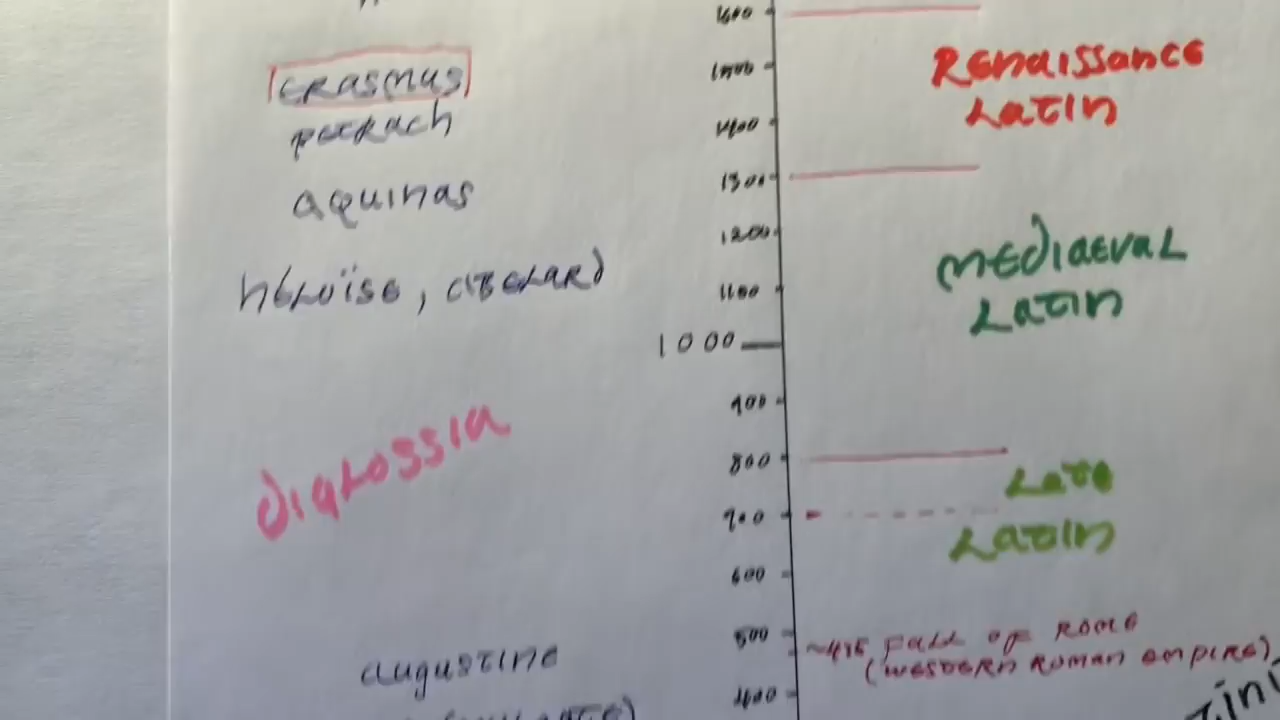 1600
Renaissance
Latin
1500
erasmus
petrach
1400
1300
aquinas
1200
mediaeval
Latin
héloïse, abelard
1100
1000
900
diglossia
800
Late
Latin
700
600
500
Fall of Rome
(western roman empire)
augustine
400